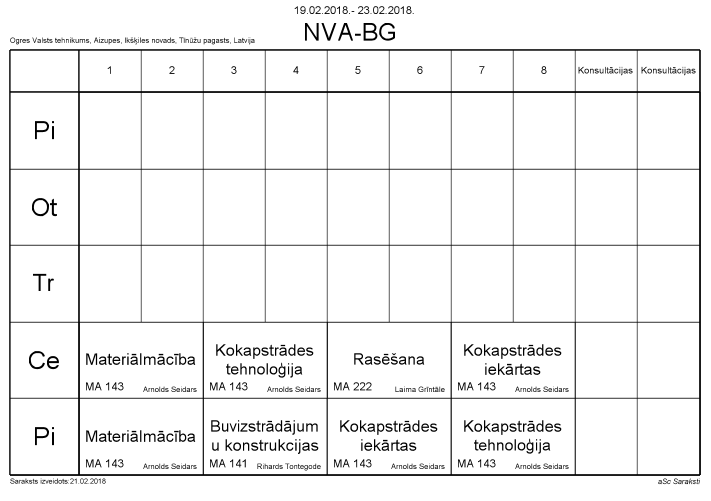 19.02.2018.- 23.02.2018.
NVA-BG
Ogres Valsts tehnikums, Aizupes, Ikšķiles novads, Tīnūžu pagasts, Latvija
1 2 3 4 5 6 7 8 Konsultācijas Konsultācijas
Pi
Ot
Tr
Ce
Materiālmācība
MA 143 Arnolds Seidars
Kokapstrādes
tehnoloģija
MA 143 Arnolds Seidars
Rasēšana
MA 222 Laima Grīntāle
Kokapstrādes
iekārtas
MA 143 Arnolds Seidars
Pi
Materiālmācība
MA 143 Arnolds Seidars
Buvizstrādājum
u konstrukcijas
MA 141 Rihards Tontegode
Kokapstrādes
iekārtas
MA 143 Arnolds Seidars
Kokapstrādes
tehnoloģija
MA 143 Arnolds Seidars
Saraksts izveidots:21.02.2018
aSc Saraksti